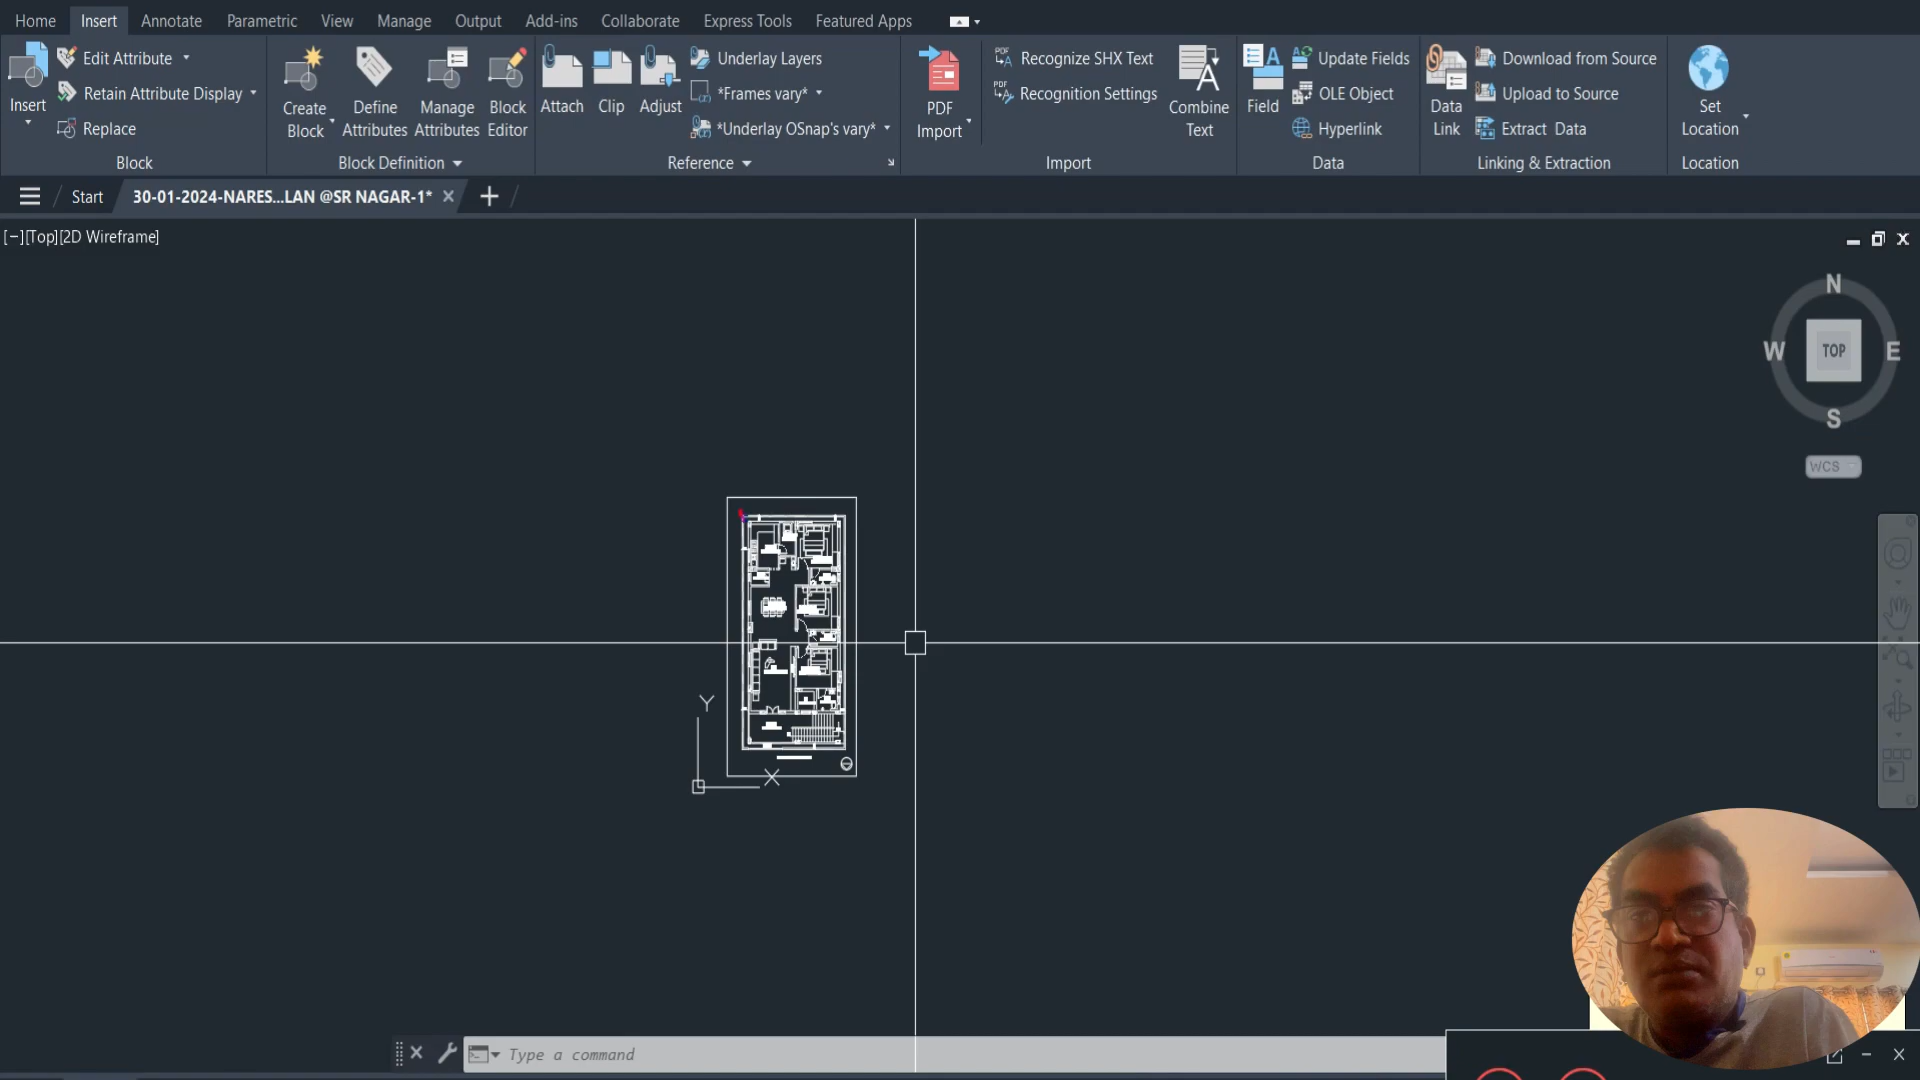 Home Insert Annotate Parametric View Manage Output Add-ins Collaborate Express Tools Featured Apps
Insert
Edit Attribute
Retain Attribute Display
Replace
Block
Create Block
Define Attributes
Manage Attributes
Block Editor
Block Definition
Attach
Clip
Adjust
Underlay Layers
*Frames vary*
*Underlay OSnap's vary*
Reference
PDF Import
Recognize SHX Text
Recognition Settings
Combine Text
Import
Field
Update Fields
OLE Object
Hyperlink
Data
Data Link
Download from Source
Upload to Source
Extract Data
Linking & Extraction
Set Location
Location
Start
30-01-2024-NARES...LAN @SR NAGAR-1*
[−][Top][2D Wireframe]
N
W TOP E
S
WCS
Y
X
Type a command